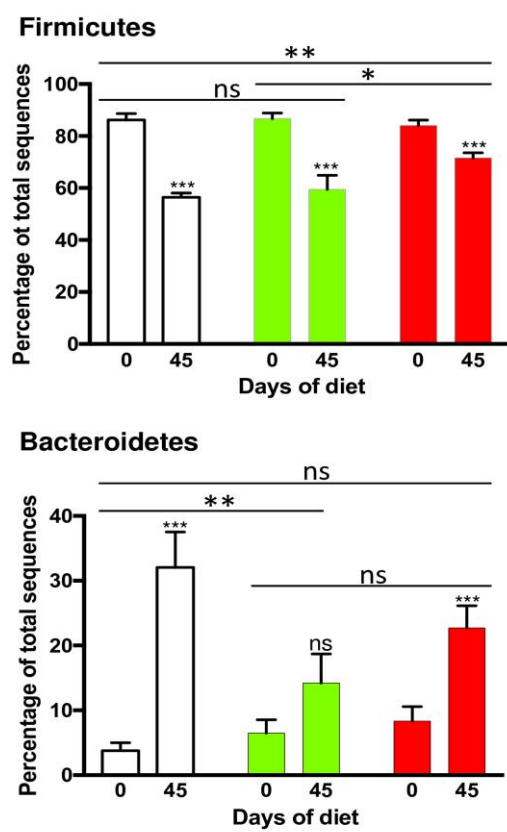 Firmicutes
**
*
ns
100
80
60
40
20
0
Percentage ot total sequences
***
***
***
0 45 0 45 0 45
Days of diet
Bacteroidetes
ns
**
ns
40
30
20
10
0
Percentage of total sequences
***
ns
***
0 45 0 45 0 45
Days of diet